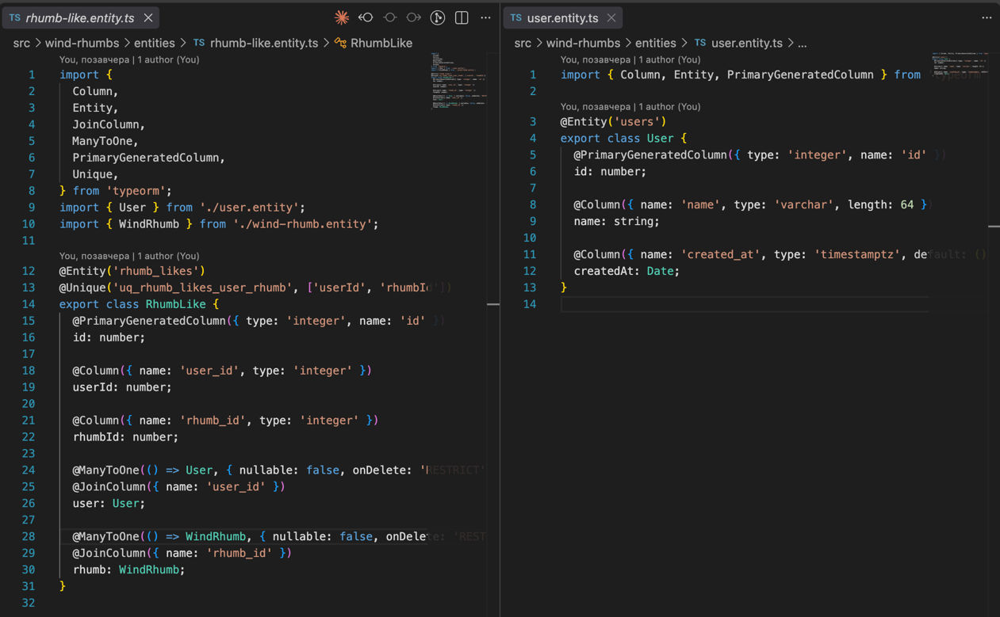 TS rhumb-like.entity.ts
src > wind-rhumbs > entities > TS rhumb-like.entity.ts > RhumbLike
You, позавчера | 1 author (You)
1 import {
2 Column,
3 Entity,
4 JoinColumn,
5 ManyToOne,
6 PrimaryGeneratedColumn,
7 Unique,
8 } from 'typeorm';
9 import { User } from './user.entity';
10 import { WindRhumb } from './wind-rhumb.entity';
11
You, позавчера | 1 author (You)
12 @Entity('rhumb_likes')
13 @Unique('uq_rhumb_likes_user_rhumb', ['userId', 'rhumbId'])
14 export class RhumbLike {
15 @PrimaryGeneratedColumn({ type: 'integer', name: 'id' })
16 id: number;
17
18 @Column({ name: 'user_id', type: 'integer' })
19 userId: number;
20
21 @Column({ name: 'rhumb_id', type: 'integer' })
22 rhumbId: number;
23
24 @ManyToOne(() => User, { nullable: false, onDelete: 'RESTRICT'
25 @JoinColumn({ name: 'user_id' })
26 user: User;
27
28 @ManyToOne(() => WindRhumb, { nullable: false, onDelete: 'REST
29 @JoinColumn({ name: 'rhumb_id' })
30 rhumb: WindRhumb;
31 }
32
TS user.entity.ts
src > wind-rhumbs > entities > TS user.entity.ts > ...
You, позавчера | 1 author (You)
1 import { Column, Entity, PrimaryGeneratedColumn } from 'typeorm'
2
You, позавчера | 1 author (You)
3 @Entity('users')
4 export class User {
5 @PrimaryGeneratedColumn({ type: 'integer', name: 'id' })
6 id: number;
7
8 @Column({ name: 'name', type: 'varchar', length: 64 })
9 name: string;
10
11 @Column({ name: 'created_at', type: 'timestamptz', default: ()
12 createdAt: Date;
13 }
14